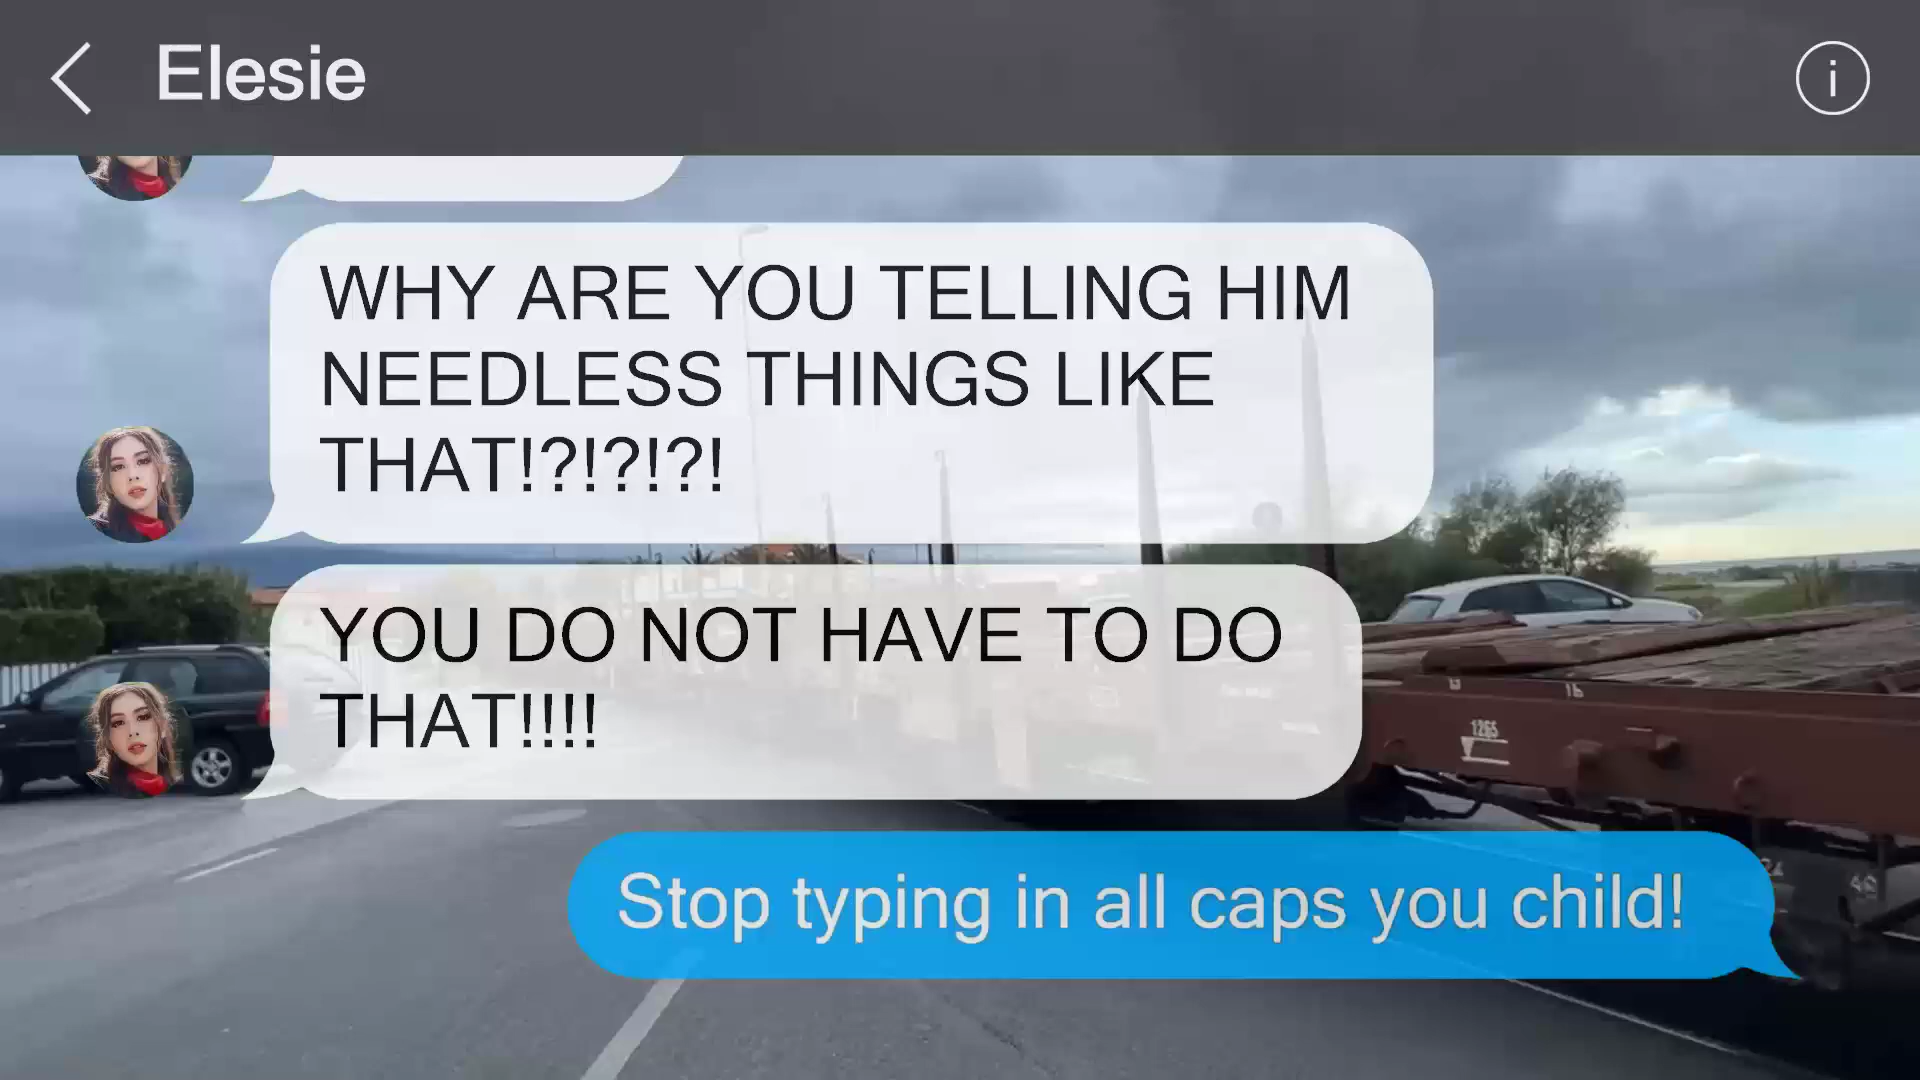 Elesie
i
WHY ARE YOU TELLING HIM
NEEDLESS THINGS LIKE
THAT!?!?!?!
YOU DO NOT HAVE TO DO
THAT!!!!
1265
Stop typing in all caps you child!